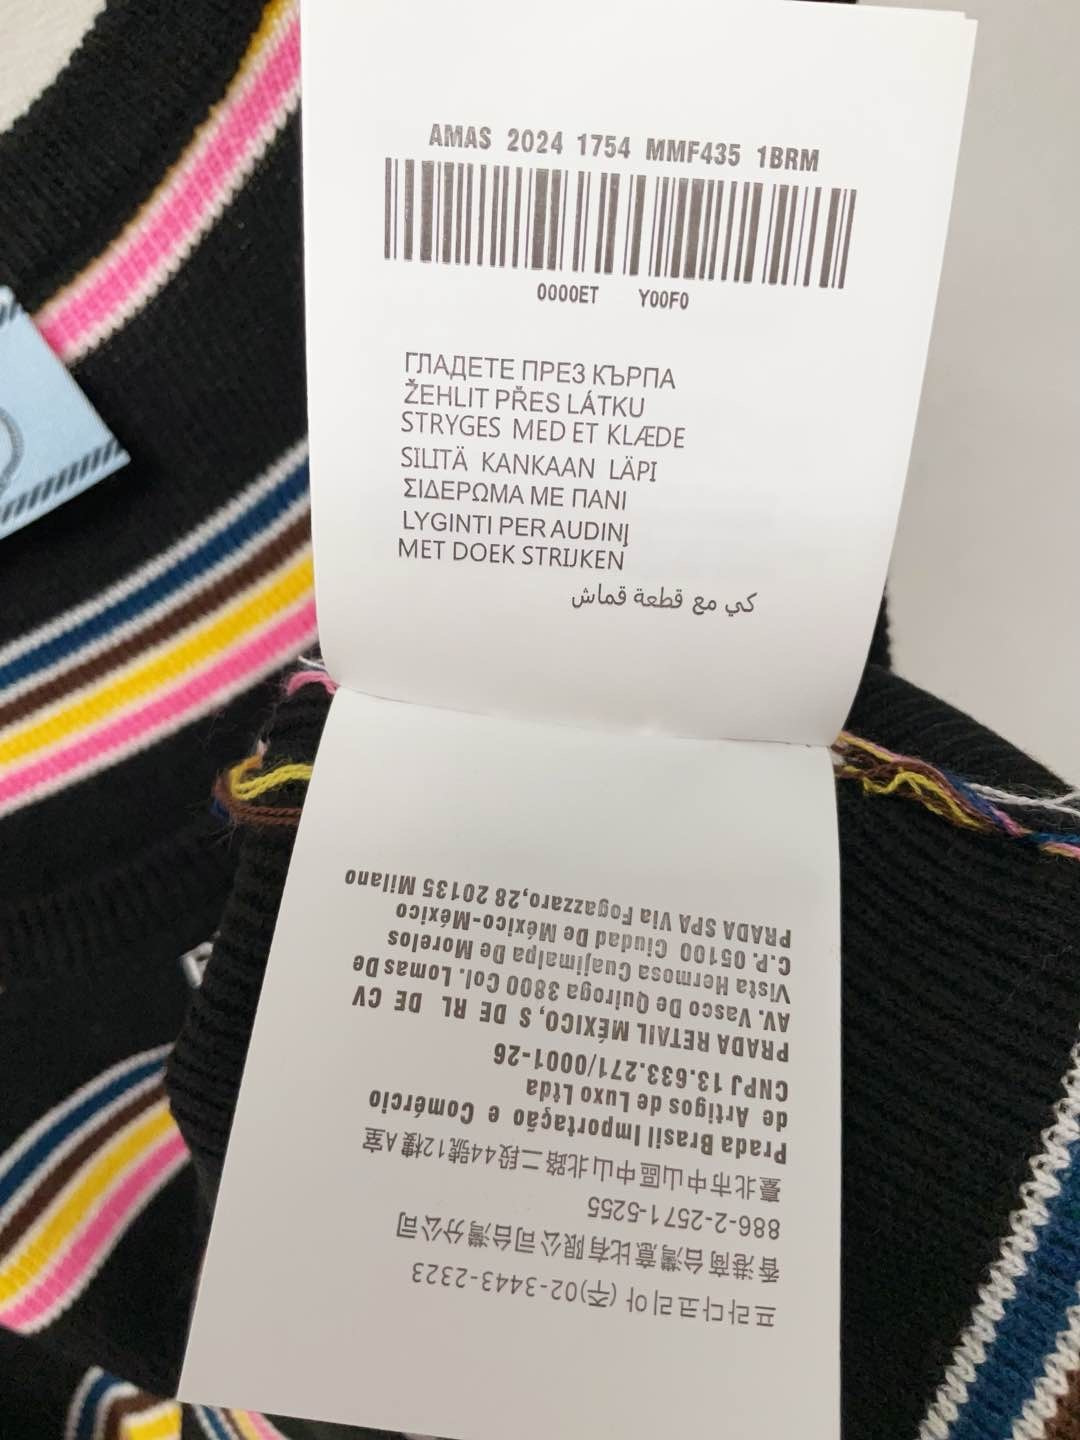 AMAS 2024 1754 MMF435 1BRM
0000ET Y00F0
ГЛАДЕТЕ ПРЕЗ КЪРПА
ŽEHLIT PŘES LÁTKU
STRYGES MED ET KLÆDE
SILITÄ KANKAAN LÄPI
ΣΙΔΕΡΩΜΑ ΜΕ ΠΑΝΙ
LYGINTI PER AUDINĮ
MET DOEK STRIJKEN
كي مع قطعة قماش
프라다코리아 (주)02-3443-2323
香港商台灣意比有限公司台灣分公司
886-2-2571-5255
臺北市中山區中山北路二段44號12樓A室
Prada Brasil Importação e Comércio
de Artigos de Luxo Ltda
CNPJ 13.633.271/0001-26
PRADA RETAIL MÉXICO, S DE RL DE CV
AV. Vasco De Quiroga 3800 Col. Lomas De
Vista Hermosa Cuajimalpa De Morelos
C.P. 05100 Ciudad De México-México
PRADA SPA Via Fogazzaro,28 20135 Milano